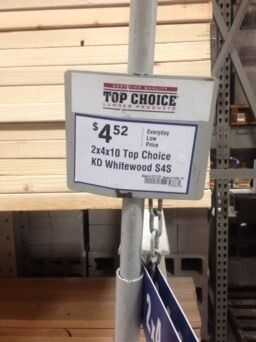 TOP CHOICE
LUMBER PRODUCTS
$4.52
Everyday
Low
Price
2x4x10 Top Choice
KD Whitewood S4S